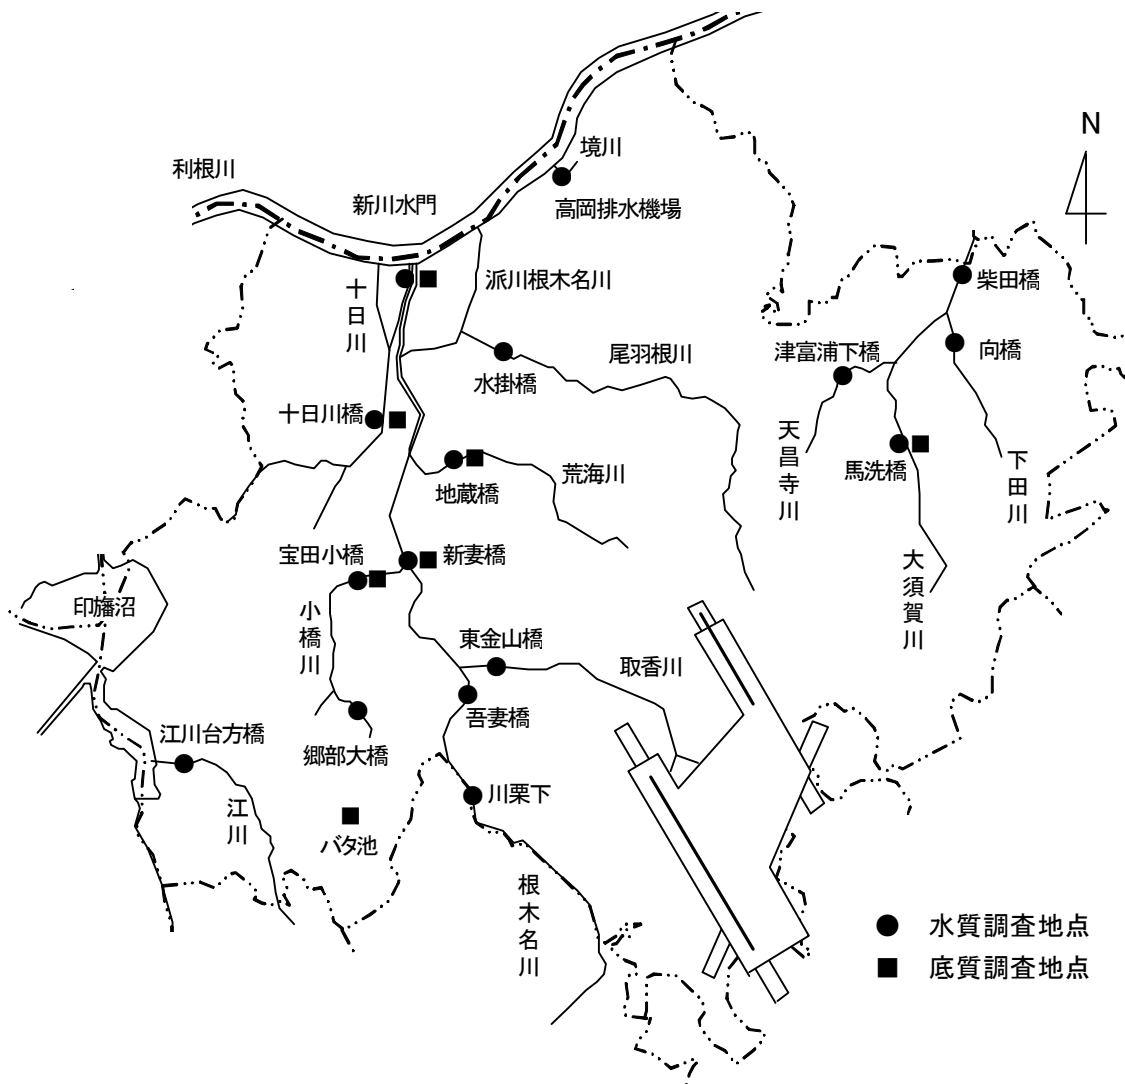 N
境川
利根川
新川水門
高岡排水機場
十日川
派川根木名川
柴田橋
津富浦下橋
向橋
尾羽根川
水掛橋
十日川橋
天昌寺川
馬洗橋
下田川
地蔵橋
荒海川
宝田小橋
新妻橋
大須賀川
印旛沼
小橋川
東金山橋
取香川
吾妻橋
江川台方橋
郷部大橋
川栗下
江川
バタ池
根木名川
水質調査地点
底質調査地点